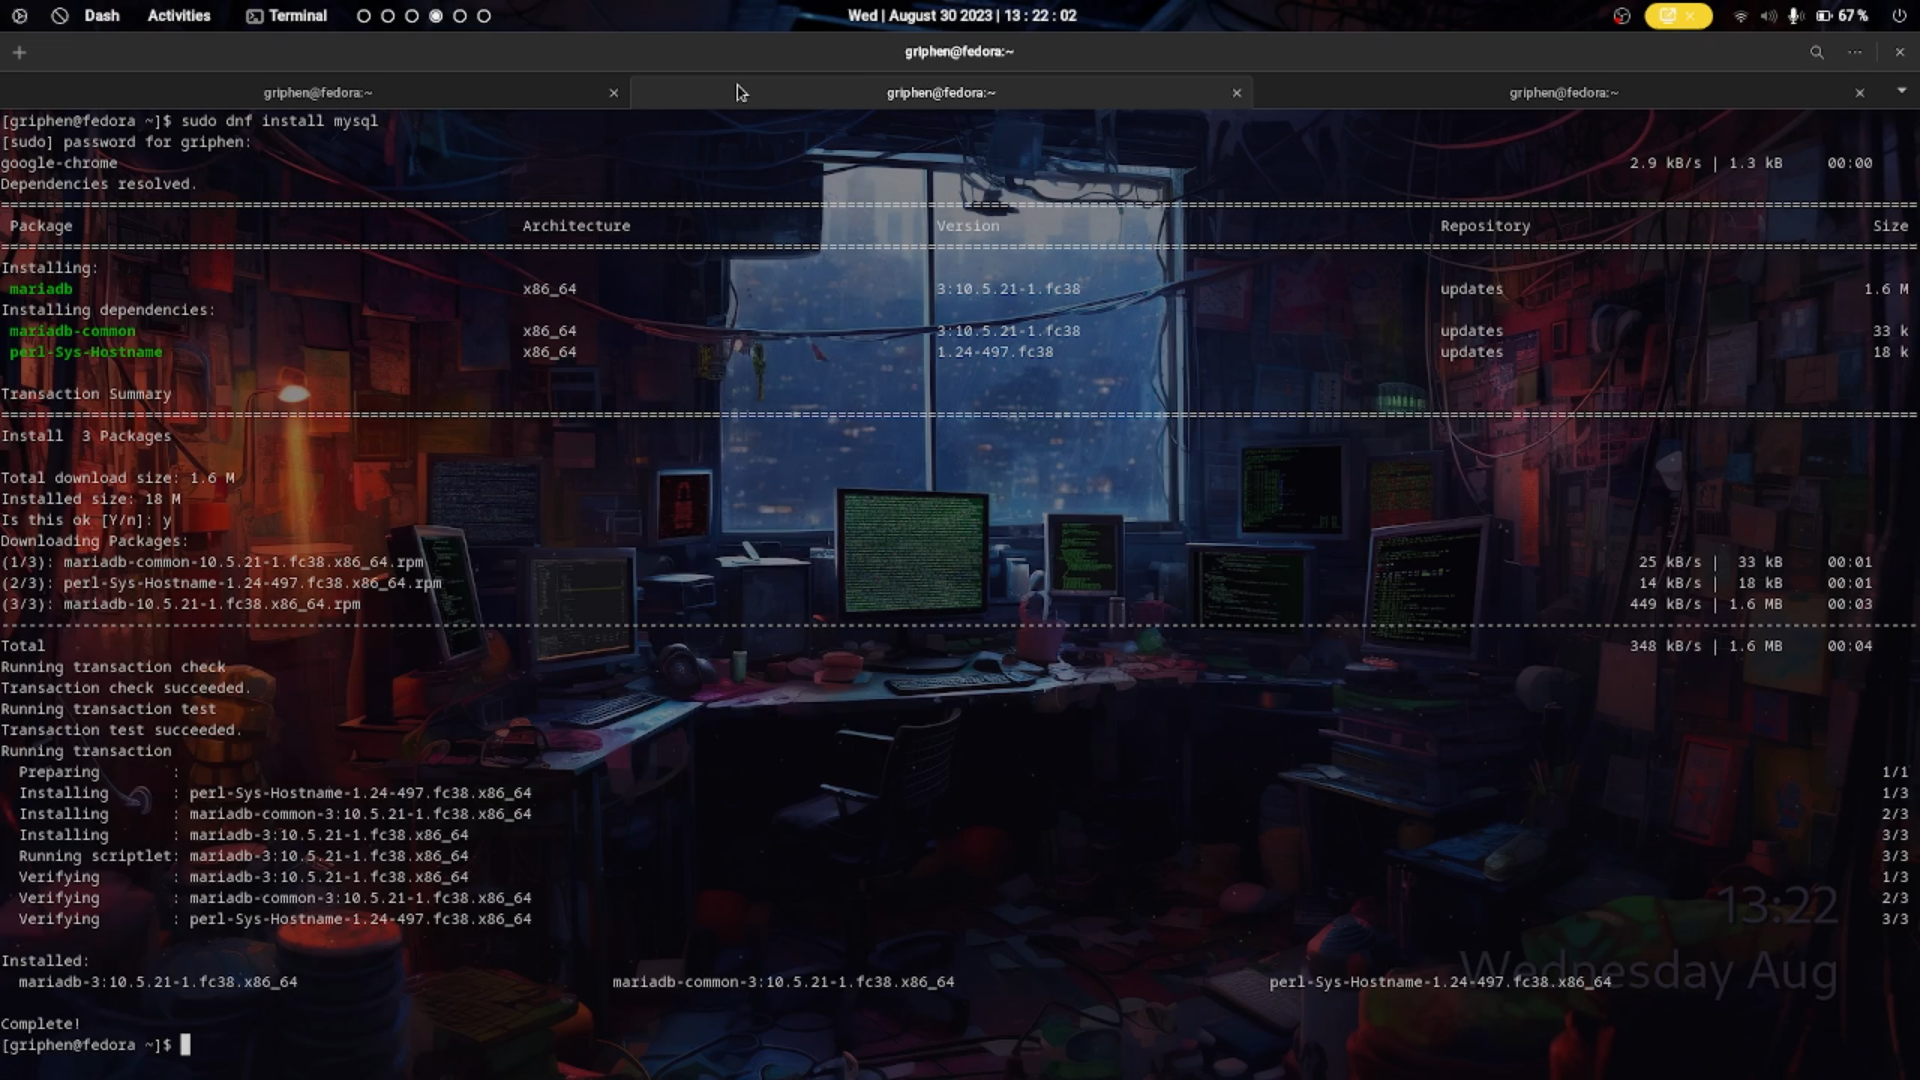 Dash Activities Terminal Wed | August 30 2023 | 13 : 22 : 02 67 %
griphen@fedora:~
griphen@fedora:~ griphen@fedora:~ griphen@fedora:~
[griphen@fedora ~]$ sudo dnf install mysql
[sudo] password for griphen:
google-chrome 2.9 kB/s | 1.3 kB 00:00
Dependencies resolved.
Package Architecture Version Repository Size
Installing:
mariadb x86_64 3:10.5.21-1.fc38 updates 1.6 M
Installing dependencies:
mariadb-common x86_64 3:10.5.21-1.fc38 updates 33 k
perl-Sys-Hostname x86_64 1.24-497.fc38 updates 18 k
Transaction Summary
Install 3 Packages
Total download size: 1.6 M
Installed size: 18 M
Is this ok [Y/n]: y
Downloading Packages:
(1/3): mariadb-common-10.5.21-1.fc38.x86_64.rpm 25 kB/s | 33 kB 00:01
(2/3): perl-Sys-Hostname-1.24-497.fc38.x86_64.rpm 14 kB/s | 18 kB 00:01
(3/3): mariadb-10.5.21-1.fc38.x86_64.rpm 449 kB/s | 1.6 MB 00:03
Total 348 kB/s | 1.6 MB 00:04
Running transaction check
Transaction check succeeded.
Running transaction test
Transaction test succeeded.
Running transaction
Preparing : 1/1
Installing : perl-Sys-Hostname-1.24-497.fc38.x86_64 1/3
Installing : mariadb-common-3:10.5.21-1.fc38.x86_64 2/3
Installing : mariadb-3:10.5.21-1.fc38.x86_64 3/3
Running scriptlet: mariadb-3:10.5.21-1.fc38.x86_64 3/3
Verifying : mariadb-3:10.5.21-1.fc38.x86_64 1/3
Verifying : mariadb-common-3:10.5.21-1.fc38.x86_64 2/3
Verifying : perl-Sys-Hostname-1.24-497.fc38.x86_64 3/3
13:22
Wednesday Aug
Installed:
mariadb-3:10.5.21-1.fc38.x86_64 mariadb-common-3:10.5.21-1.fc38.x86_64 perl-Sys-Hostname-1.24-497.fc38.x86_64
Complete!
[griphen@fedora ~]$